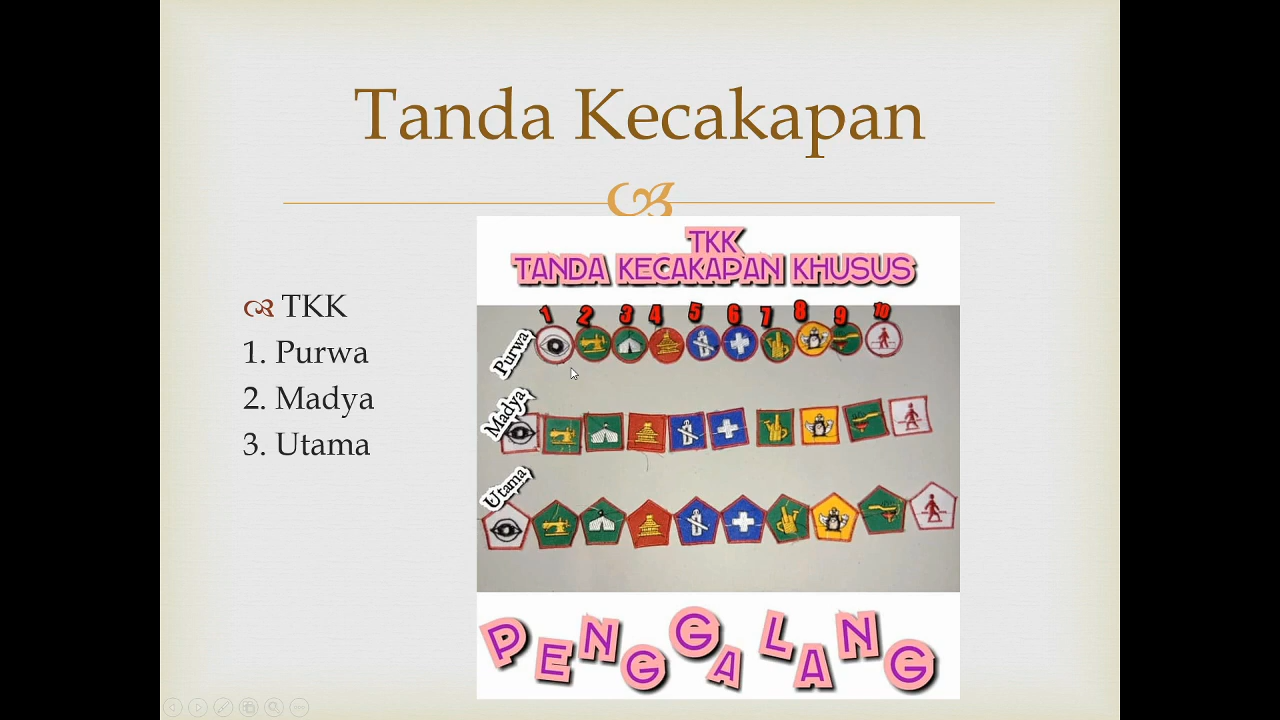 Tanda Kecakapan
TKK
1. Purwa
2. Madya
3. Utama
TKK
TANDA KECAKAPAN KHUSUS
1 2 3 4 5 6 7 8 9 10
Purwa
Madya
Utama
PENGGALANG